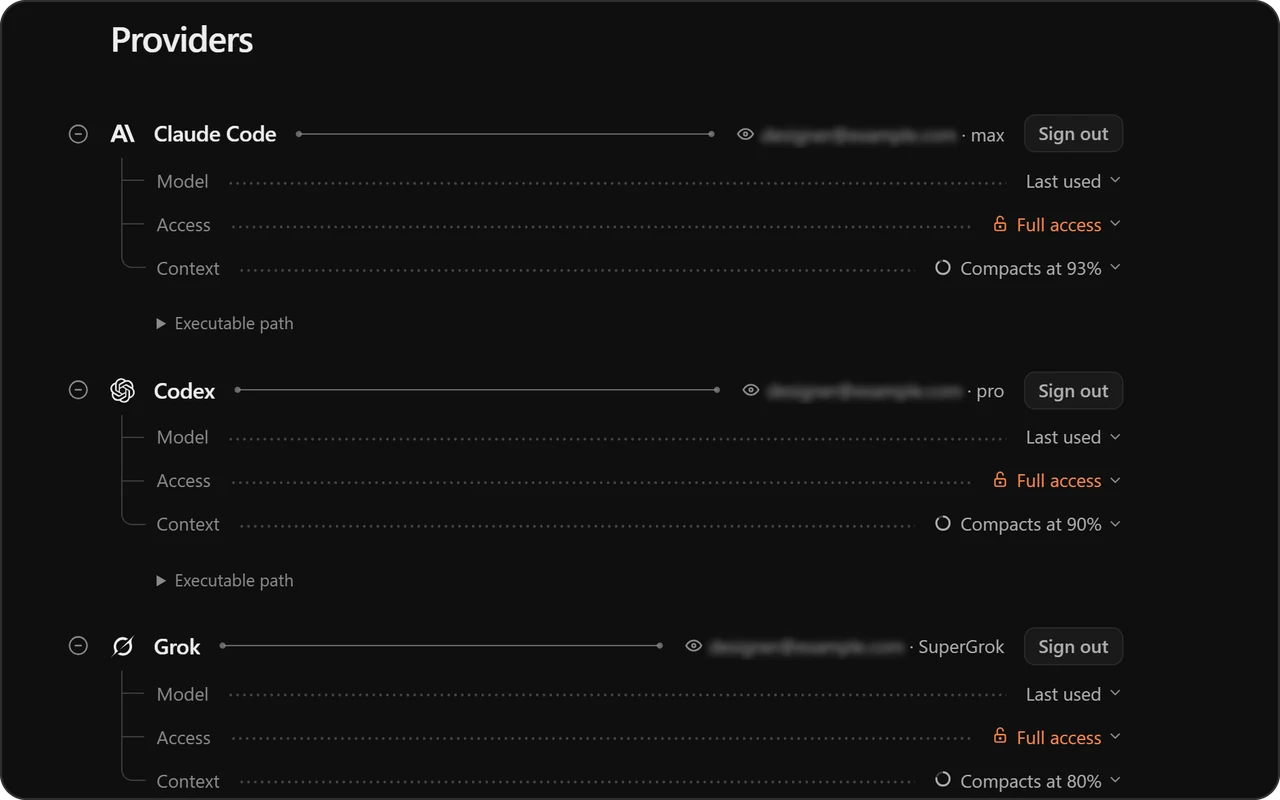 Providers
Claude Code · max Sign out
Model Last used
Access Full access
Context Compacts at 93%
Executable path
Codex · pro Sign out
Model Last used
Access Full access
Context Compacts at 90%
Executable path
Grok · SuperGrok Sign out
Model Last used
Access Full access
Context Compacts at 80%